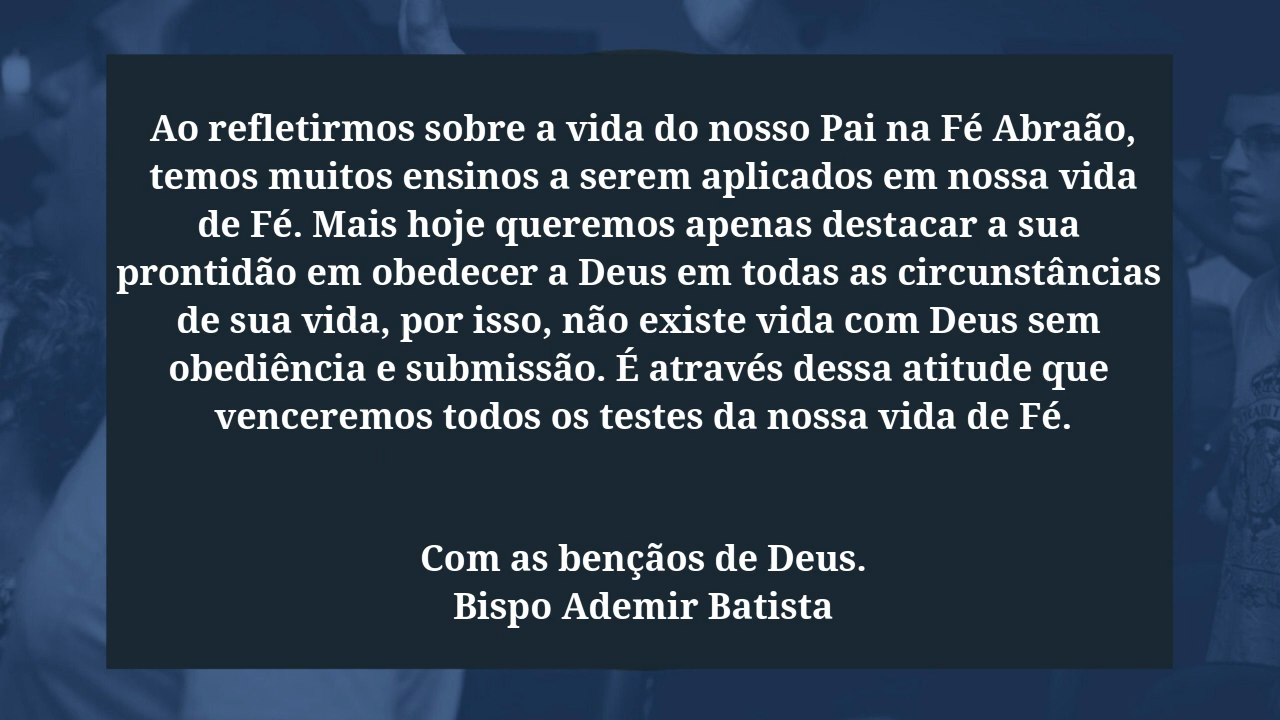 Ao refletirmos sobre a vida do nosso Pai na Fé Abraão,
temos muitos ensinos a serem aplicados em nossa vida
de Fé. Mais hoje queremos apenas destacar a sua
prontidão em obedecer a Deus em todas as circunstâncias
de sua vida, por isso, não existe vida com Deus sem
obediência e submissão. É através dessa atitude que
venceremos todos os testes da nossa vida de Fé.
Com as bençãos de Deus.
Bispo Ademir Batista